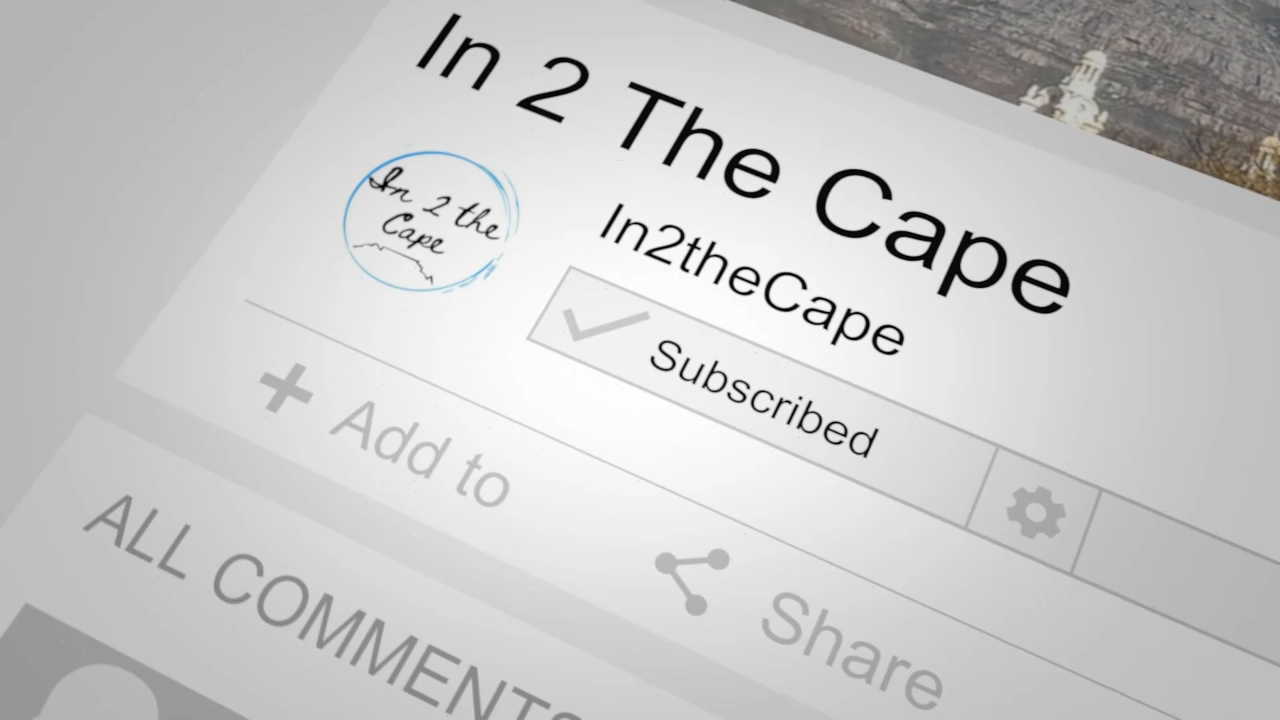 In 2 The Cape
In 2 the
Cape
In2theCape
Subscribed
Add to
Share
ALL COMMENTS